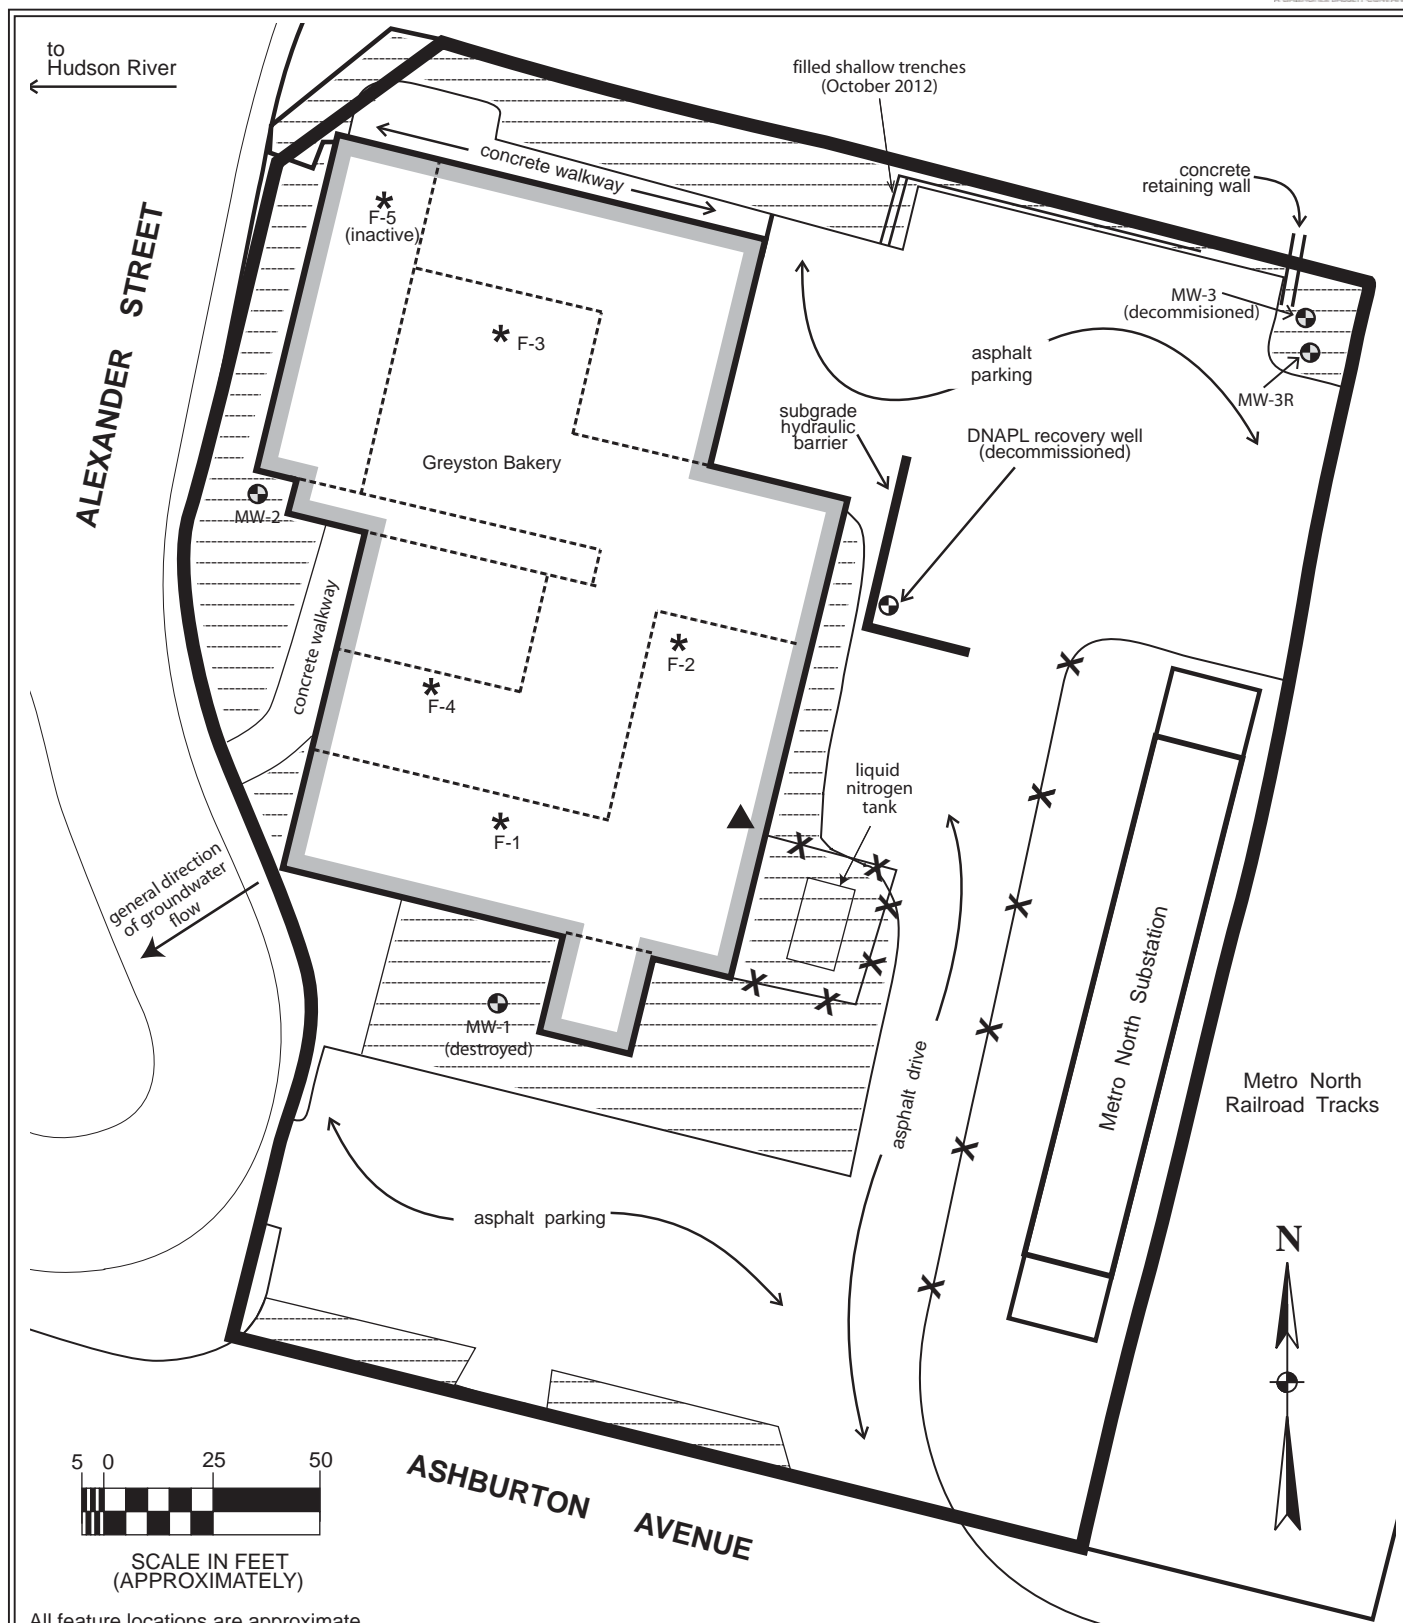 to
Hudson River
filled shallow trenches
(October 2012)
concrete
retaining wall
concrete walkway
F-5
(inactive)
ALEXANDER STREET
MW-3
(decommisioned)
F-3
asphalt
parking
MW-3R
subgrade
hydraulic
barrier
DNAPL recovery well
(decommissioned)
Greyston Bakery
MW-2
concrete walkway
F-2
F-4
liquid
nitrogen
tank
F-1
general direction
of groundwater
flow
Metro North Substation
MW-1
(destroyed)
asphalt drive
Metro North
Railroad Tracks
asphalt parking
N
5 0 25 50
SCALE IN FEET
(APPROXIMATELY)
ASHBURTON AVENUE
All feature locations are approximate